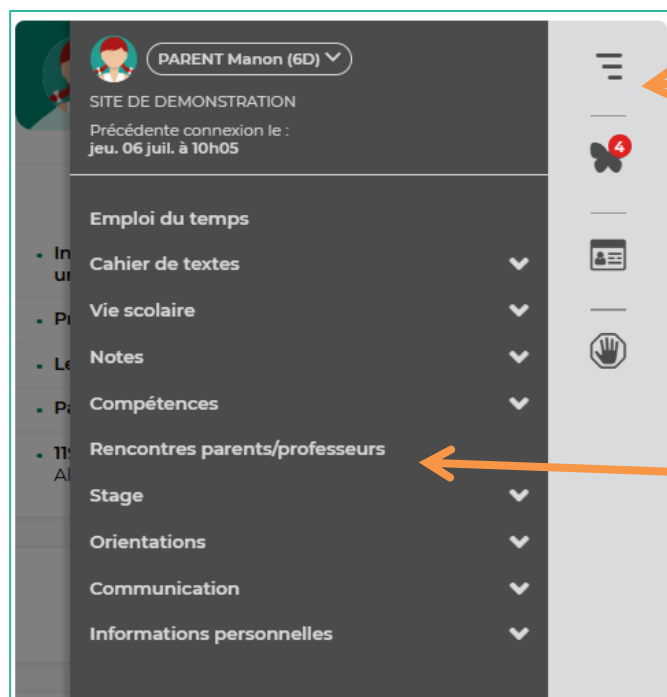 PARENT Manon (6D)
SITE DE DEMONSTRATION
Précédente connexion le :
jeu. 06 juil. à 10h05
4
Emploi du temps
Cahier de textes
Vie scolaire
Notes
Compétences
Rencontres parents/professeurs
Stage
Orientations
Communication
Informations personnelles